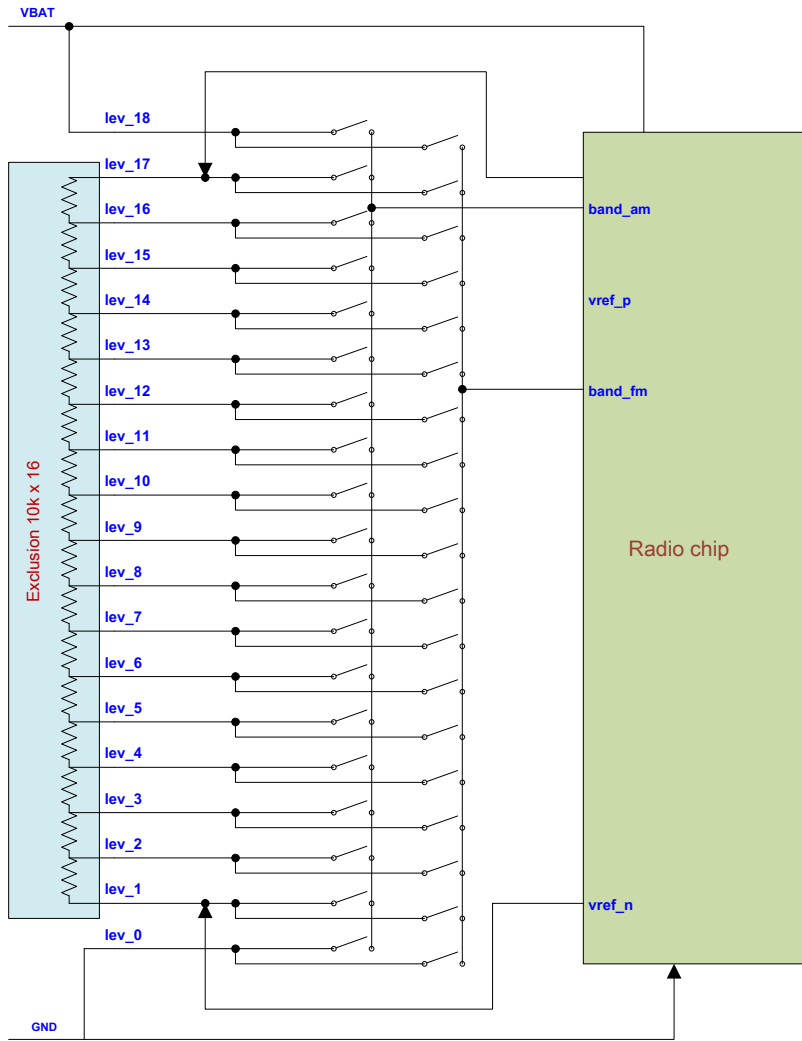 VBAT
lev_18
lev_17
lev_16
lev_15
lev_14
lev_13
lev_12
lev_11
lev_10
lev_9
lev_8
lev_7
lev_6
lev_5
lev_4
lev_3
lev_2
lev_1
lev_0
GND
Exclusion 10k x 16
band_am
vref_p
band_fm
Radio chip
vref_n